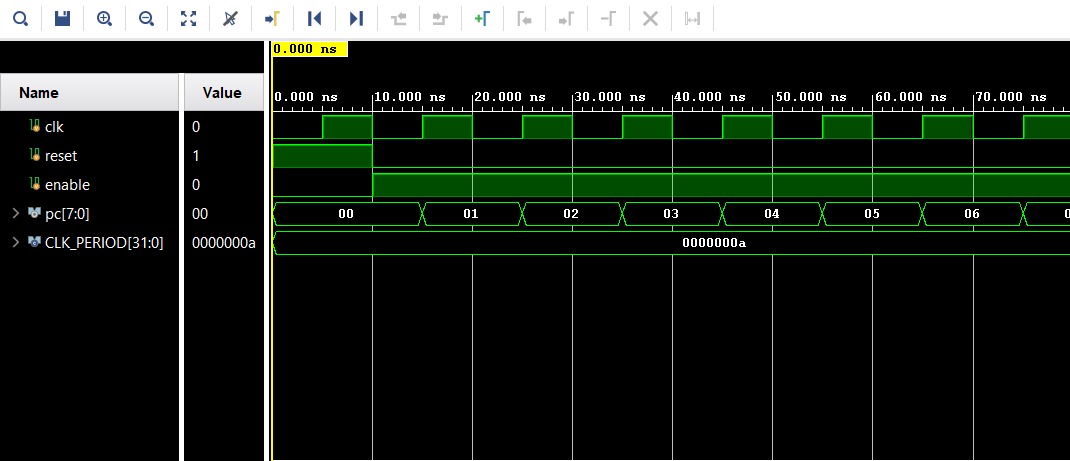 0.000 ns
Name Value
0.000 ns 10.000 ns 20.000 ns 30.000 ns 40.000 ns 50.000 ns 60.000 ns 70.000 ns
clk 0
reset 1
enable 0
pc[7:0] 00 00 01 02 03 04 05 06
CLK_PERIOD[31:0] 0000000a 0000000a